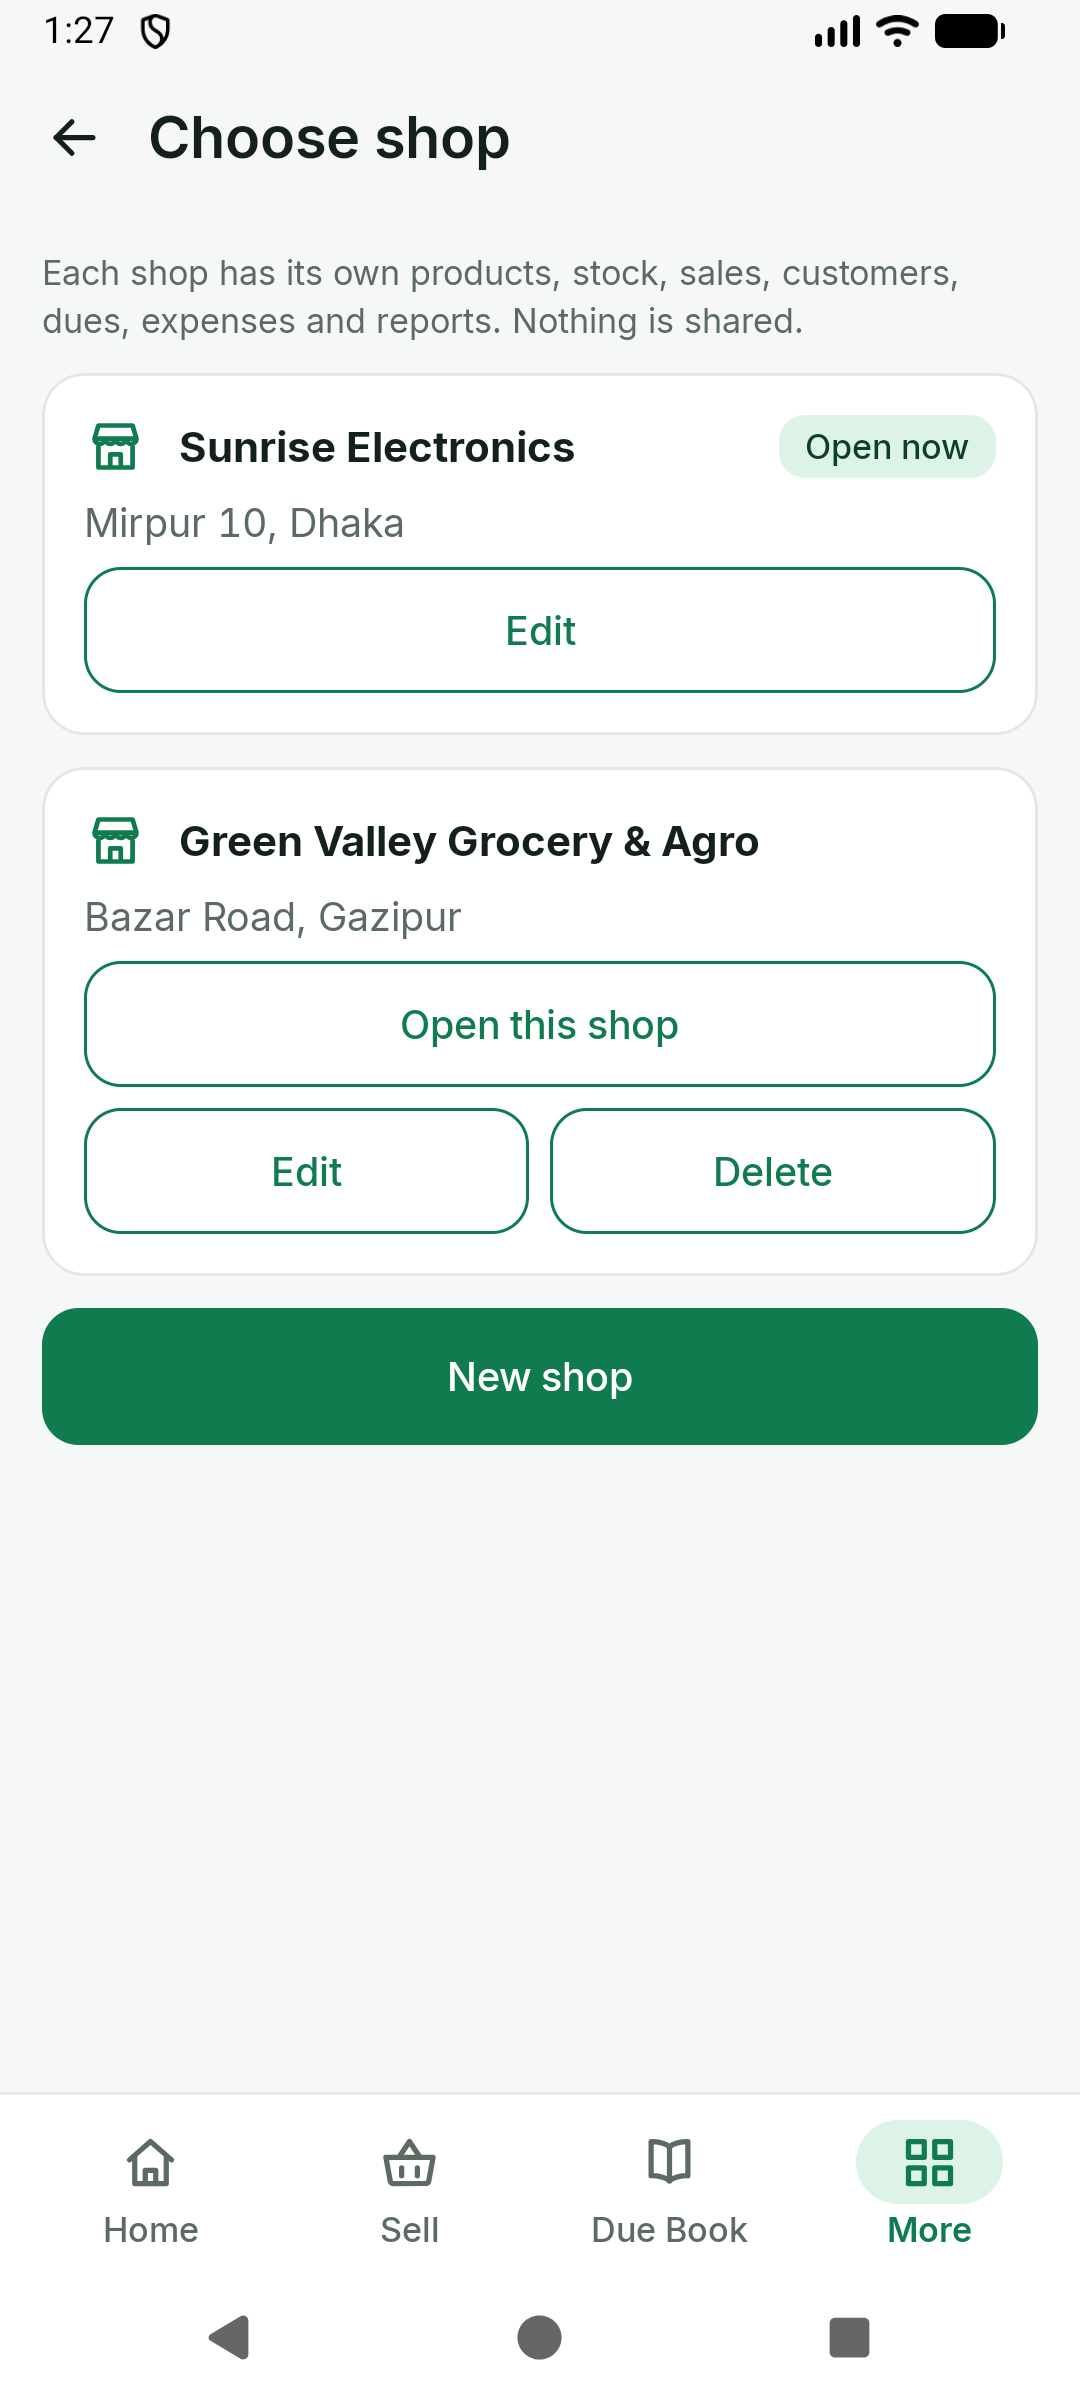 1:27
Choose shop
Each shop has its own products, stock, sales, customers,
dues, expenses and reports. Nothing is shared.
Sunrise Electronics
Open now
Mirpur 10, Dhaka
Edit
Green Valley Grocery & Agro
Bazar Road, Gazipur
Open this shop
Edit
Delete
New shop
Home
Sell
Due Book
More